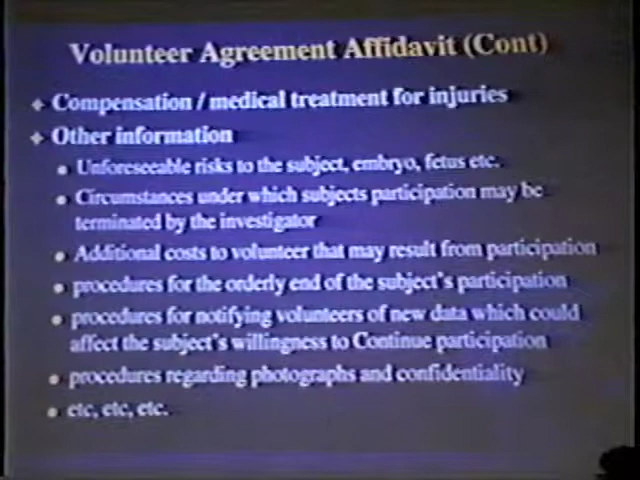 Volunteer Agreement Affidavit (Cont)
Compensation / medical treatment for injuries
Other information
Unforeseeable risks to the subject, embryo, fetus etc.
Circumstances under which subjects participation may be
terminated by the investigator
Additional costs to volunteer that may result from participation
procedures for the orderly end of the subject's participation
procedures for notifying volunteers of new data which could
affect the subject's willingness to Continue participation
procedures regarding photographs and confidentiality
etc, etc, etc.